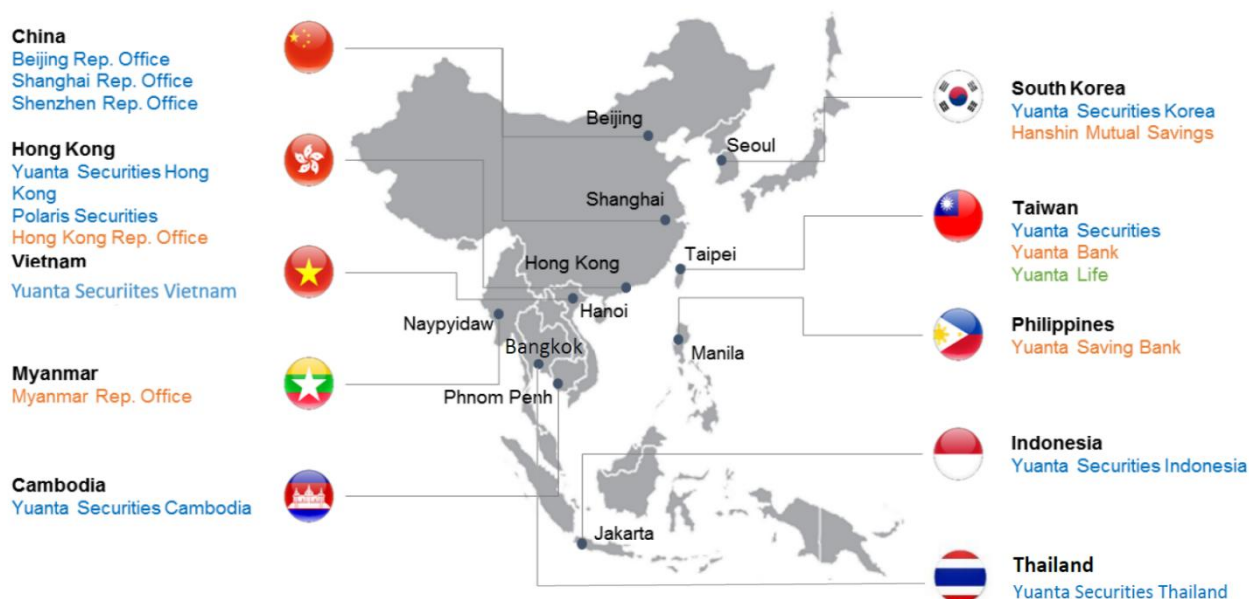 China
Beijing Rep. Office
Shanghai Rep. Office
Shenzhen Rep. Office
Hong Kong
Yuanta Securities Hong
Kong
Polaris Securities
Hong Kong Rep. Office
Vietnam
Yuanta Securiites Vietnam
Myanmar
Myanmar Rep. Office
Cambodia
Yuanta Securities Cambodia
Beijing
Seoul
Shanghai
Taipei
Hong Kong
Hanoi
Naypyidaw
Bangkok
Manila
Phnom Penh
Jakarta
South Korea
Yuanta Securities Korea
Hanshin Mutual Savings
Taiwan
Yuanta Securities
Yuanta Bank
Yuanta Life
Philippines
Yuanta Saving Bank
Indonesia
Yuanta Securities Indonesia
Thailand
Yuanta Securities Thailand